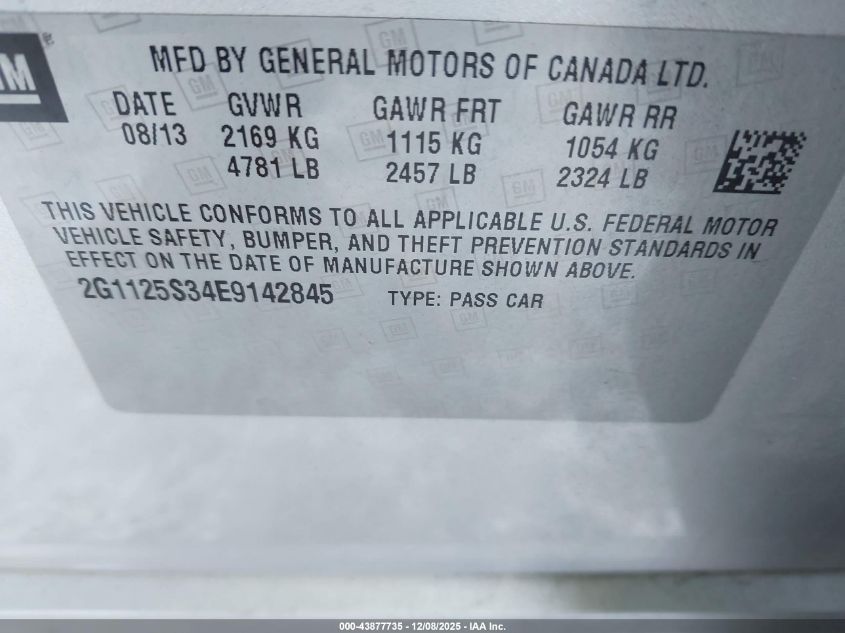 GM
MFD BY GENERAL MOTORS OF CANADA LTD.
DATE GVWR GAWR FRT GAWR RR
08/13 2169 KG 1115 KG 1054 KG
4781 LB 2457 LB 2324 LB
THIS VEHICLE CONFORMS TO ALL APPLICABLE U.S. FEDERAL MOTOR
VEHICLE SAFETY, BUMPER, AND THEFT PREVENTION STANDARDS IN
EFFECT ON THE DATE OF MANUFACTURE SHOWN ABOVE.
2G1125S34E9142845 TYPE: PASS CAR
000-43877735 - 12/08/2025 - IAA Inc.